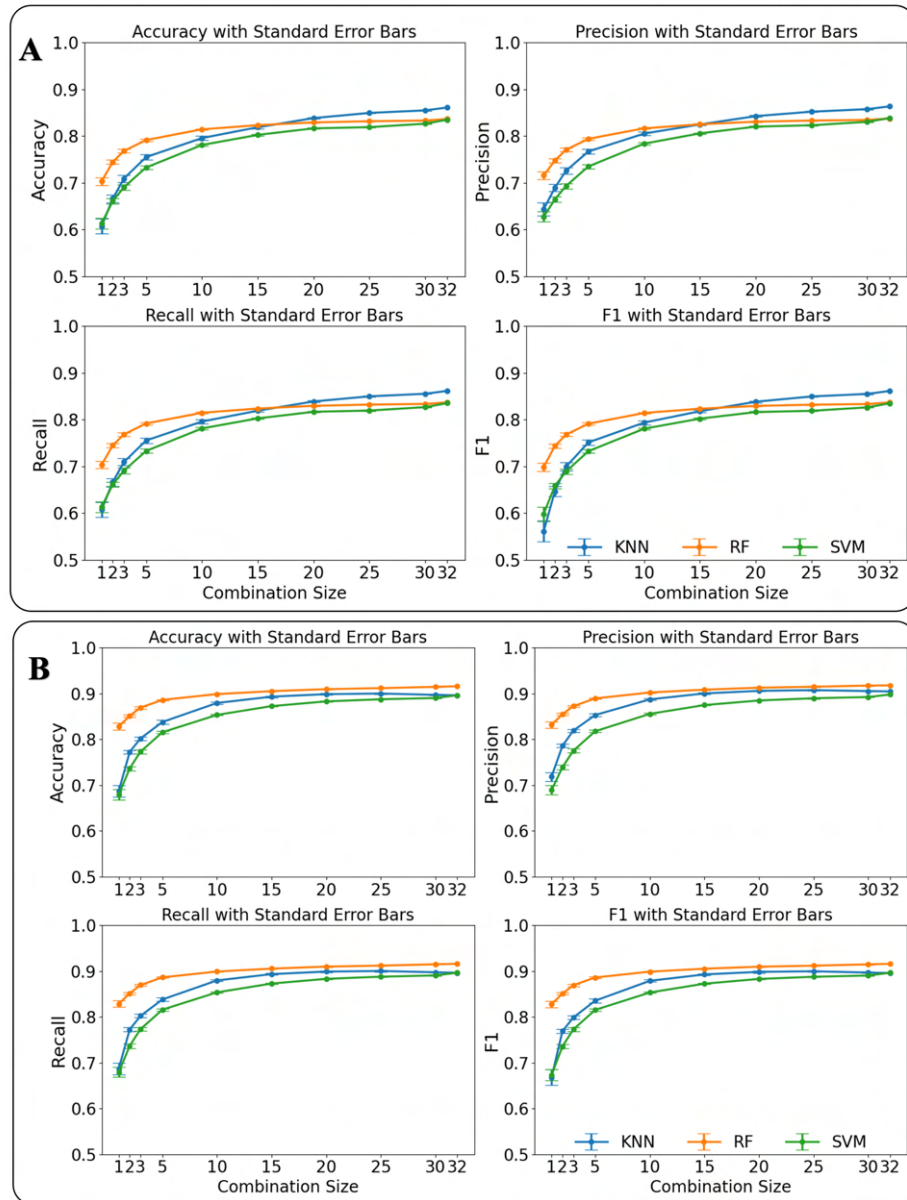 A
Accuracy with Standard Error Bars
Precision with Standard Error Bars
1.0
0.9
0.8
0.7
0.6
0.5
Accuracy
1 2 3 5 10 15 20 25 30 32
1.0
0.9
0.8
0.7
0.6
0.5
Precision
1 2 3 5 10 15 20 25 30 32
Recall with Standard Error Bars
F1 with Standard Error Bars
1.0
0.9
0.8
0.7
0.6
0.5
Recall
1 2 3 5 10 15 20 25 30 32
Combination Size
1.0
0.9
0.8
0.7
0.6
0.5
F1
KNN RF SVM
1 2 3 5 10 15 20 25 30 32
Combination Size
B
Accuracy with Standard Error Bars
Precision with Standard Error Bars
1.0
0.9
0.8
0.7
0.6
0.5
Accuracy
1 2 3 5 10 15 20 25 30 32
1.0
0.9
0.8
0.7
0.6
0.5
Precision
1 2 3 5 10 15 20 25 30 32
Recall with Standard Error Bars
F1 with Standard Error Bars
1.0
0.9
0.8
0.7
0.6
0.5
Recall
1 2 3 5 10 15 20 25 30 32
Combination Size
1.0
0.9
0.8
0.7
0.6
0.5
F1
KNN RF SVM
1 2 3 5 10 15 20 25 30 32
Combination Size